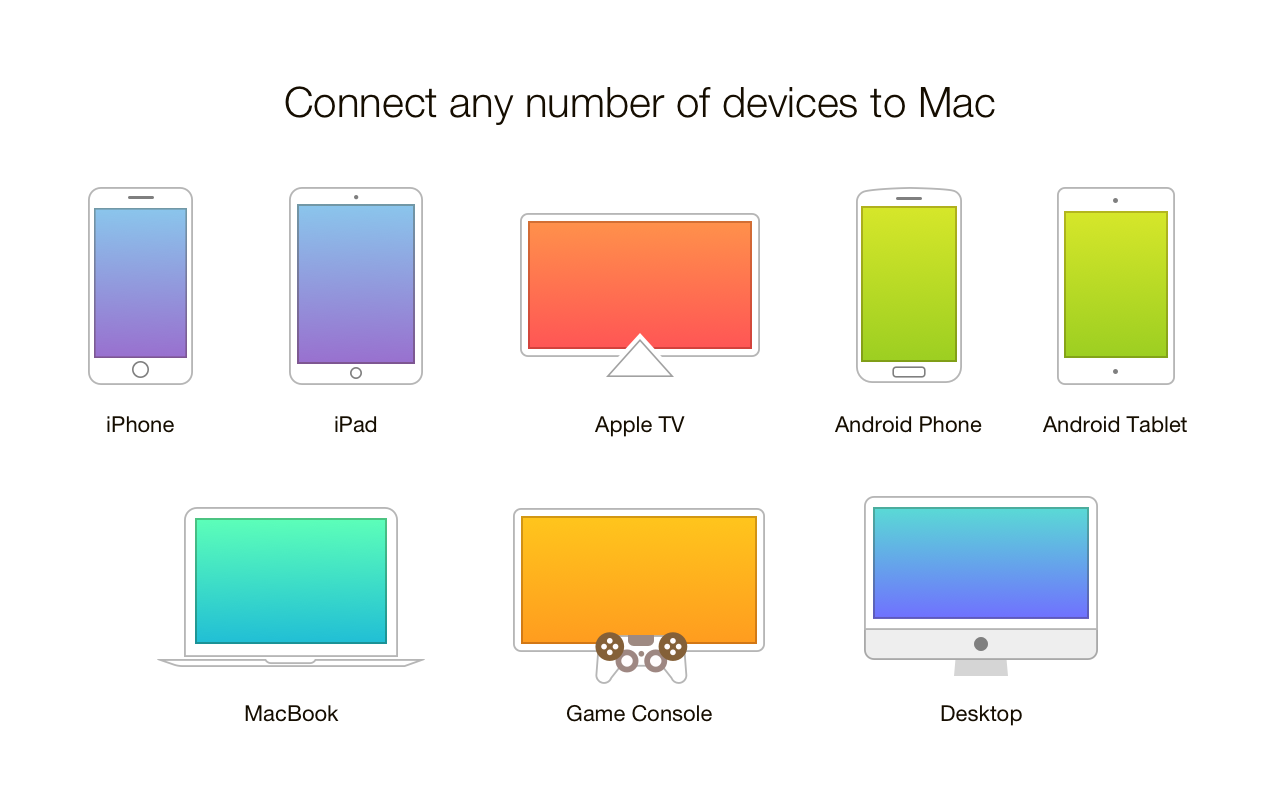 Connect any number of devices to Mac
iPhone
iPad
Apple TV
Android Phone
Android Tablet
MacBook
Game Console
Desktop